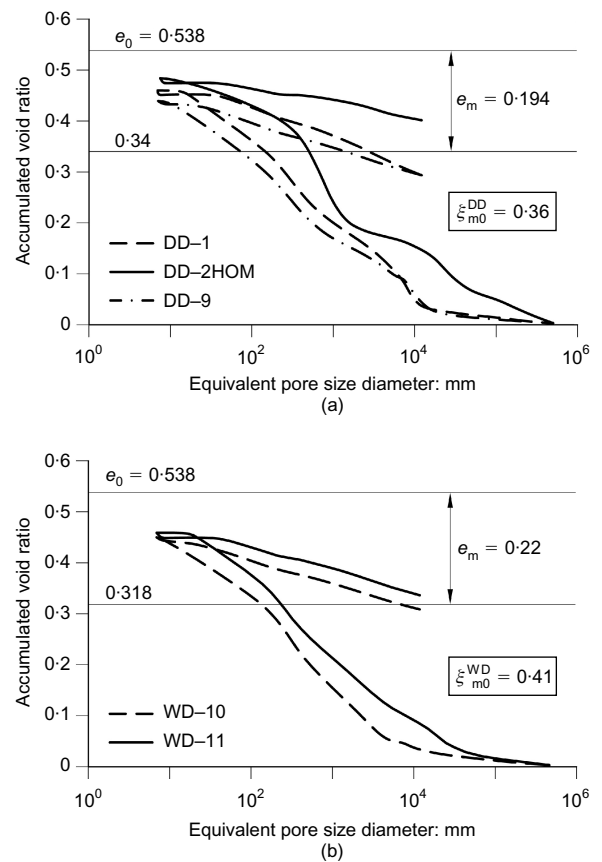 0·6
e0 = 0·538
0·5
em = 0·194
0·4
0·34
0·3
ξm0DD = 0·36
0·2
DD–1
DD–2HOM
0·1
DD–9
0
10^0 10^2 10^4 10^6
Accumulated void ratio
Equivalent pore size diameter: mm
(a)
0·6
e0 = 0·538
0·5
em = 0·22
0·4
0·318
0·3
ξm0WD = 0·41
0·2
WD–10
0·1
WD–11
0
10^0 10^2 10^4 10^6
Accumulated void ratio
Equivalent pore size diameter: mm
(b)